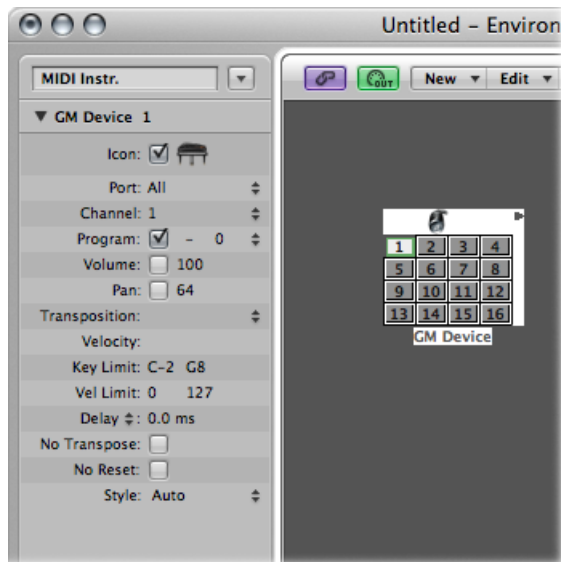 Untitled – Environ
MIDI Instr.
OUT New Edit
GM Device 1
Icon:
Port: All
Channel: 1
Program: – 0
Volume: 100
Pan: 64
Transposition:
Velocity:
Key Limit: C-2 G8
Vel Limit: 0 127
Delay : 0.0 ms
No Transpose:
No Reset:
Style: Auto
1 2 3 4
5 6 7 8
9 10 11 12
13 14 15 16
GM Device